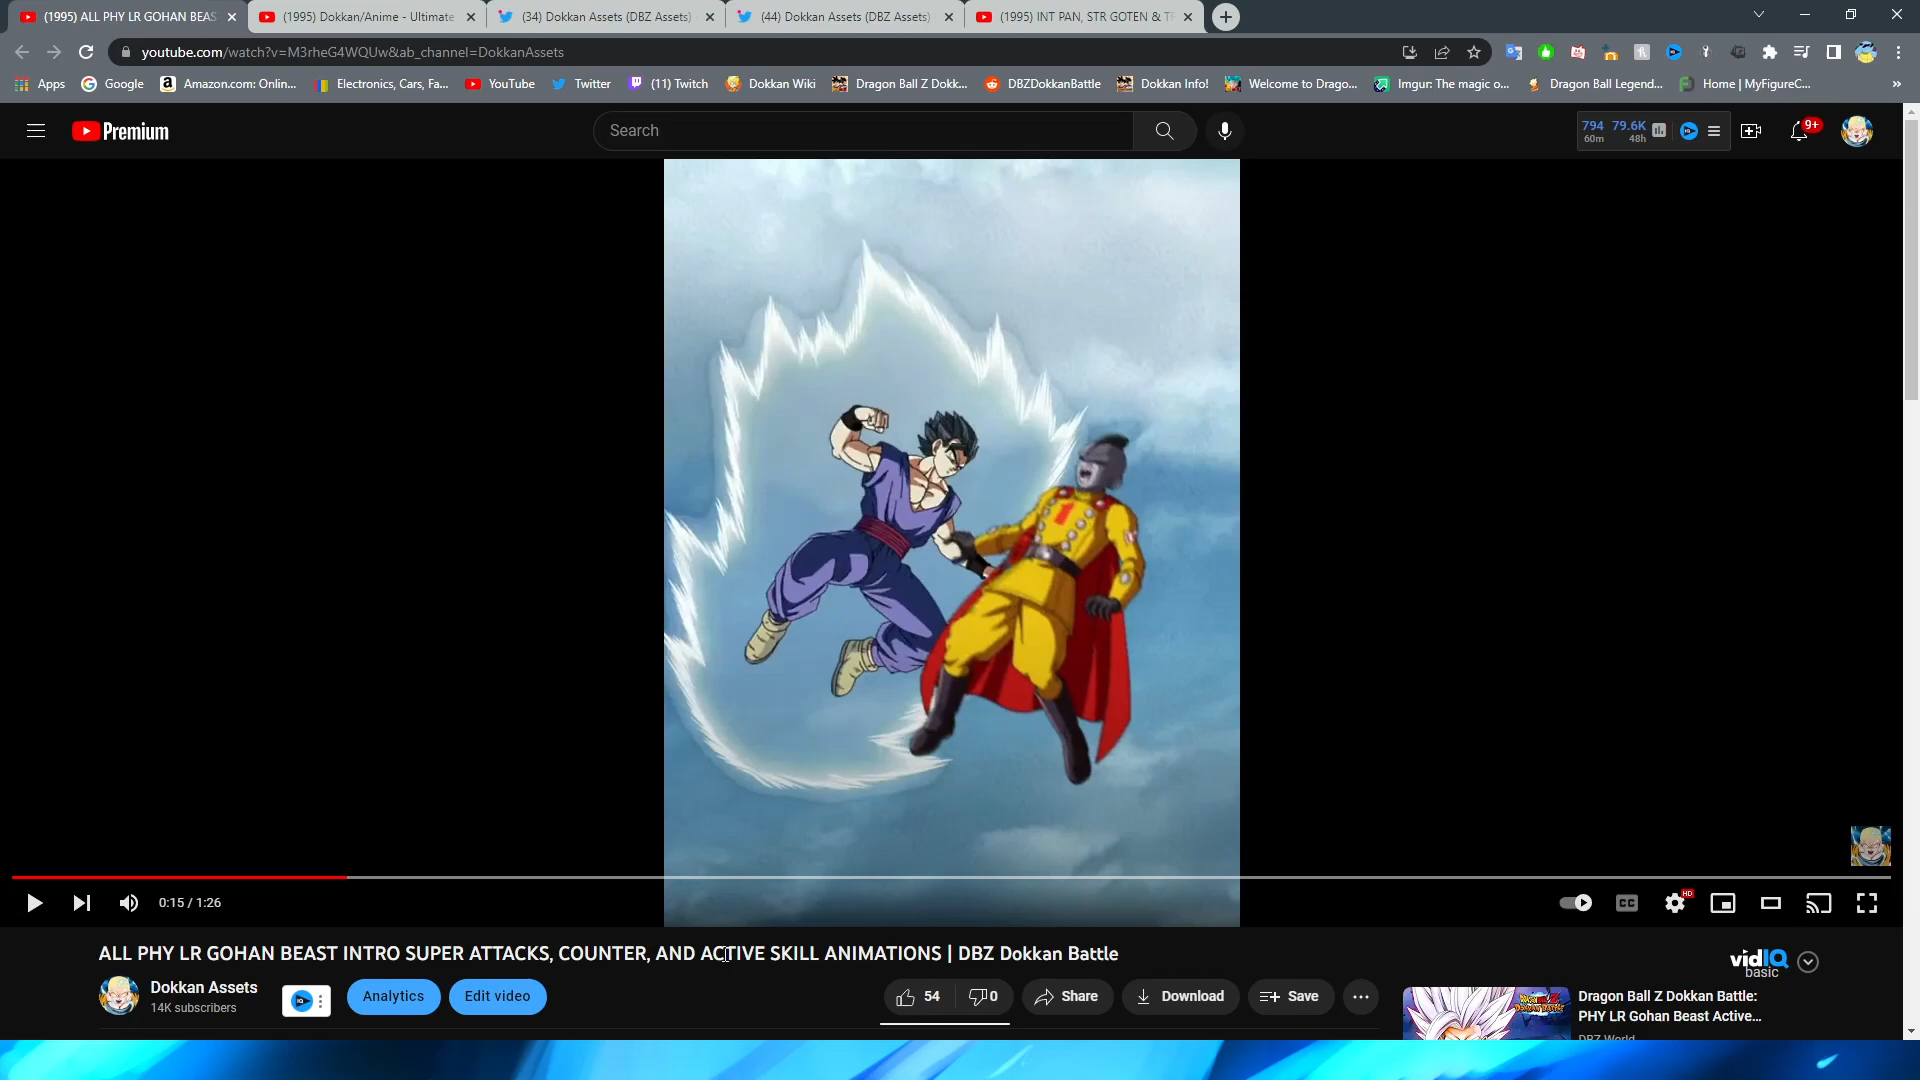 (1995) ALL PHY LR GOHAN BEAS
(1995) Dokkan/Anime - Ultimate
(34) Dokkan Assets (DBZ Assets)
(44) Dokkan Assets (DBZ Assets)
(1995) INT PAN, STR GOTEN & T
youtube.com/watch?v=M3rheG4WQUw&ab_channel=DokkanAssets
Apps
Google
Amazon.com: Onlin...
Electronics, Cars, Fa...
YouTube
Twitter
(11) Twitch
Dokkan Wiki
Dragon Ball Z Dokk...
DBZDokkanBattle
Dokkan Info!
Welcome to Drago...
Imgur: The magic o...
Dragon Ball Legend...
Home | MyFigureC...
»
Premium
Search
794 79.6K
60m 48h
9+
1
0:15 / 1:26
CC
HD
ALL PHY LR GOHAN BEAST INTRO SUPER ATTACKS, COUNTER, AND ACTIVE SKILL ANIMATIONS | DBZ Dokkan Battle
vidIQ
basic
Dokkan Assets
14K subscribers
Analytics
Edit video
54
0
Share
Download
Save
Dragon Ball Z Dokkan Battle:
PHY LR Gohan Beast Active...
DBZ World